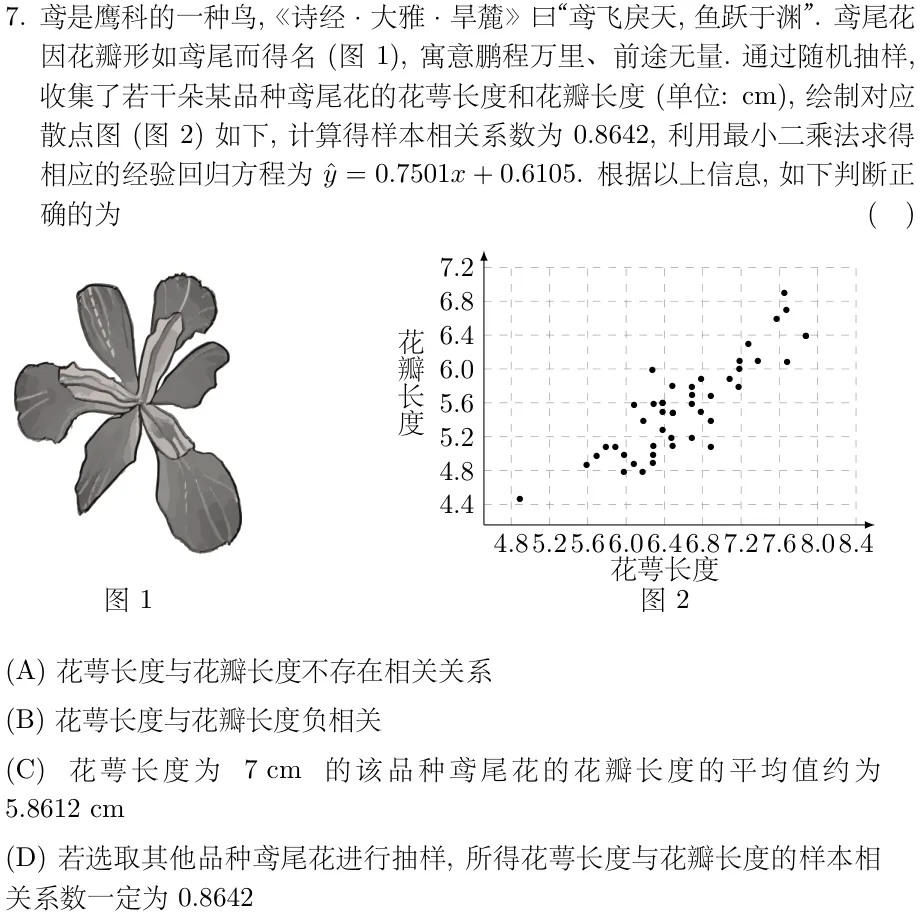 7. 鸢是鹰科的一种鸟,《诗经 · 大雅 · 旱麓》曰“鸢飞戾天, 鱼跃于渊”. 鸢尾花
因花瓣形如鸢尾而得名 (图 1), 寓意鹏程万里、前途无量. 通过随机抽样,
收集了若干朵某品种鸢尾花的花萼长度和花瓣长度 (单位: cm), 绘制对应
散点图 (图 2) 如下, 计算得样本相关系数为 0.8642, 利用最小二乘法求得
相应的经验回归方程为 ŷ = 0.7501x + 0.6105. 根据以上信息, 如下判断正
确的为 ( )
7.2
6.8
6.4
6.0
5.6
5.2
4.8
4.4
花瓣长度
4.8 5.2 5.6 6.0 6.4 6.8 7.2 7.6 8.0 8.4
花萼长度
图 1
图 2
(A) 花萼长度与花瓣长度不存在相关关系
(B) 花萼长度与花瓣长度负相关
(C) 花萼长度为 7 cm 的该品种鸢尾花的花瓣长度的平均值约为
5.8612 cm
(D) 若选取其他品种鸢尾花进行抽样, 所得花萼长度与花瓣长度的样本相
关系数一定为 0.8642